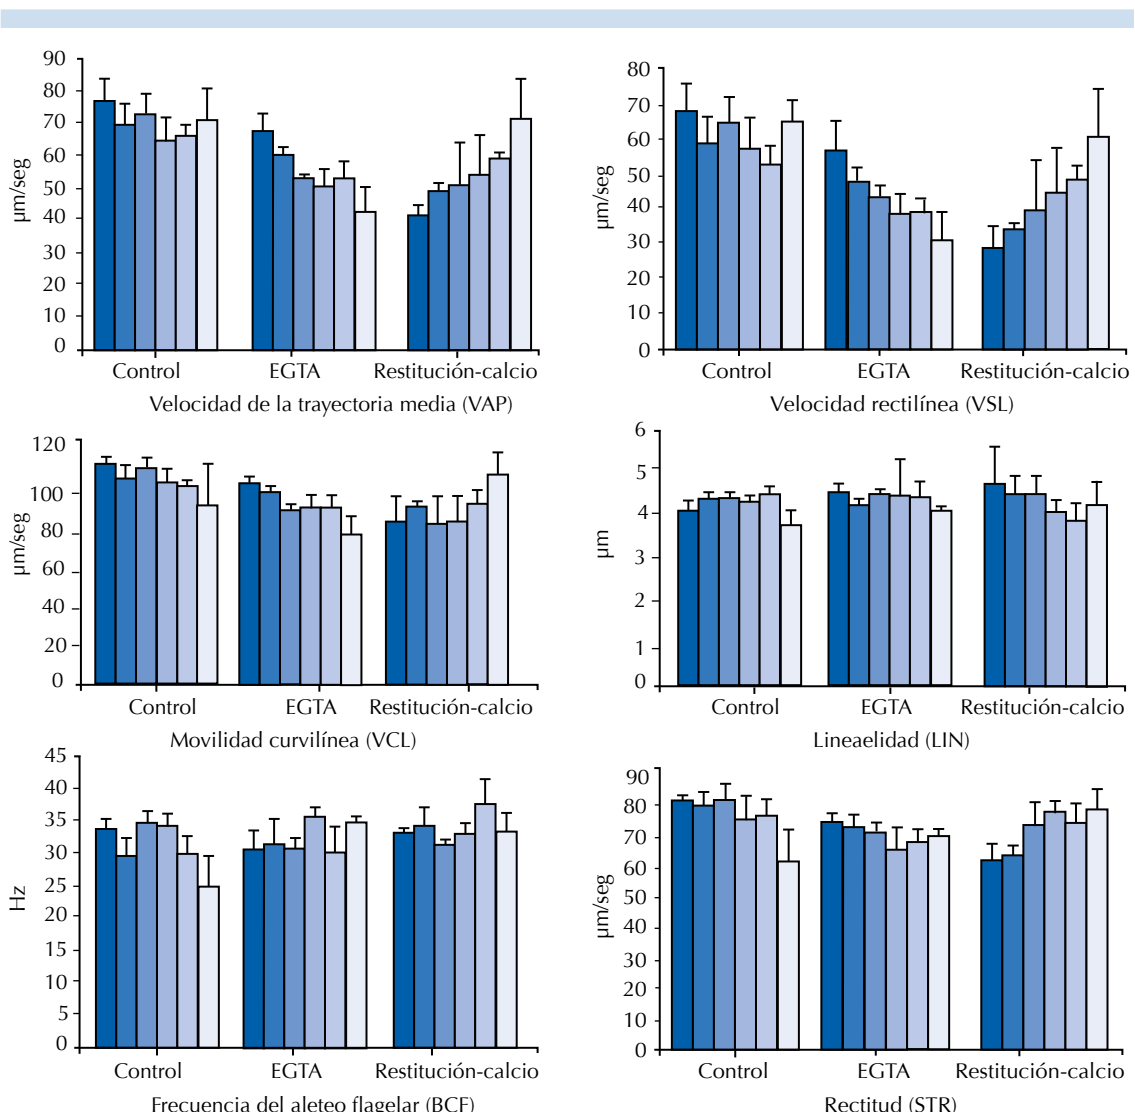 90
80
70
60
50
40
30
20
10
0
µm/seg
Control EGTA Restitución-calcio
Velocidad de la trayectoria media (VAP)
80
70
60
50
40
30
20
10
0
µm/seg
Control EGTA Restitución-calcio
Velocidad rectilínea (VSL)
120
100
80
60
40
20
0
µm/seg
Control EGTA Restitución-calcio
Movilidad curvilínea (VCL)
6
5
4
3
2
1
0
µm
Control EGTA Restitución-calcio
Lineaelidad (LIN)
45
40
35
30
25
20
15
10
5
0
Hz
Control EGTA Restitución-calcio
Frecuencia del aleteo flagelar (BCF)
90
80
70
60
50
40
30
20
10
0
µm/seg
Control EGTA Restitución-calcio
Rectitud (STR)